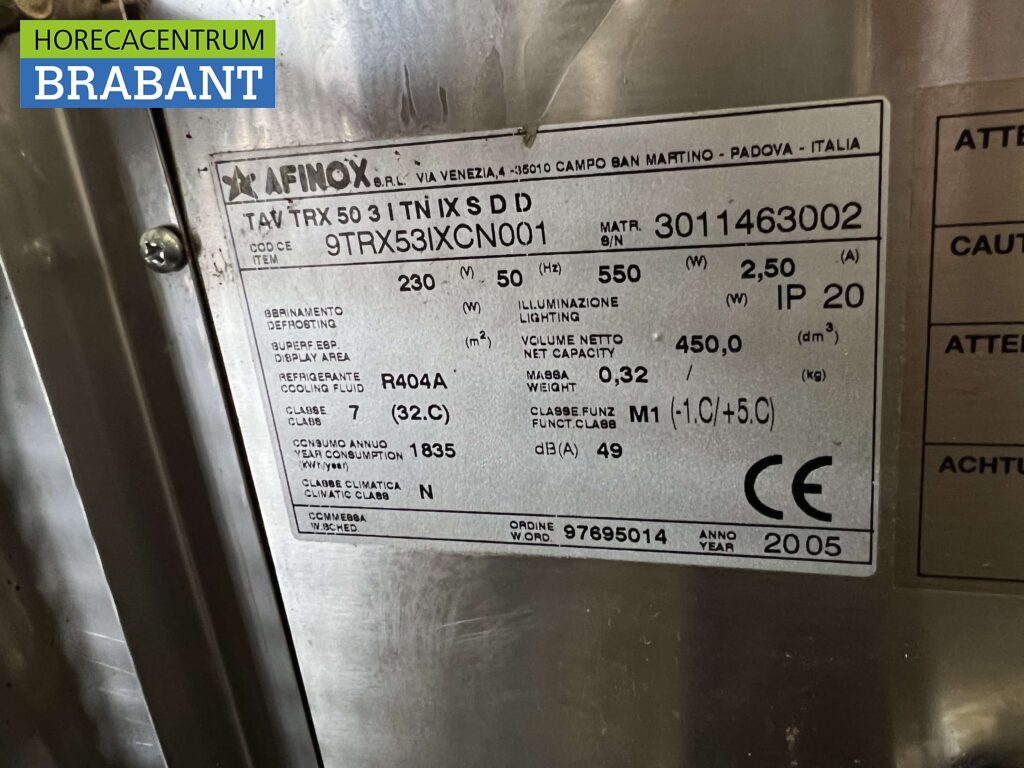 HORECACENTRUM
BRABANT
AFINOX S.R.L. VIA VENEZIA,4 -35010 CAMPO SAN MARTINO - PADOVA - ITALIA
TAV TRX 50 3 I TN IX S D D
CODICE
ITEM
9TRX53IXCN001
MATR.
S/N
3011463002
230 (V) 50 (Hz) 550 (W) 2,50 (A)
SBRINAMENTO
DEFROSTING
(W)
ILLUMINAZIONE
LIGHTING
(W) IP 20
SUPERF.ESP.
DISPLAY AREA
(m²)
VOLUME NETTO
NET CAPACITY
450,0 (dm³)
REFRIGERANTE
COOLING FLUID
R404A
MASSA
WEIGHT
0,32 / (kg)
CLASSE
CLASS
7 (32.C)
CLASSE.FUNZ
FUNCT.CLASS
M1 (-1.C/+5.C)
CONSUMO ANNUO
YEAR CONSUMPTION
(kWh/year)
1835
dB(A) 49
CLASSE CLIMATICA
CLIMATIC CLASS
N
CE
COMMESSA
W.SCHED.
ORDINE
W.ORD.
97695014
ANNO
YEAR
2005
ATTE
CAUT
ATTE
ACHTU